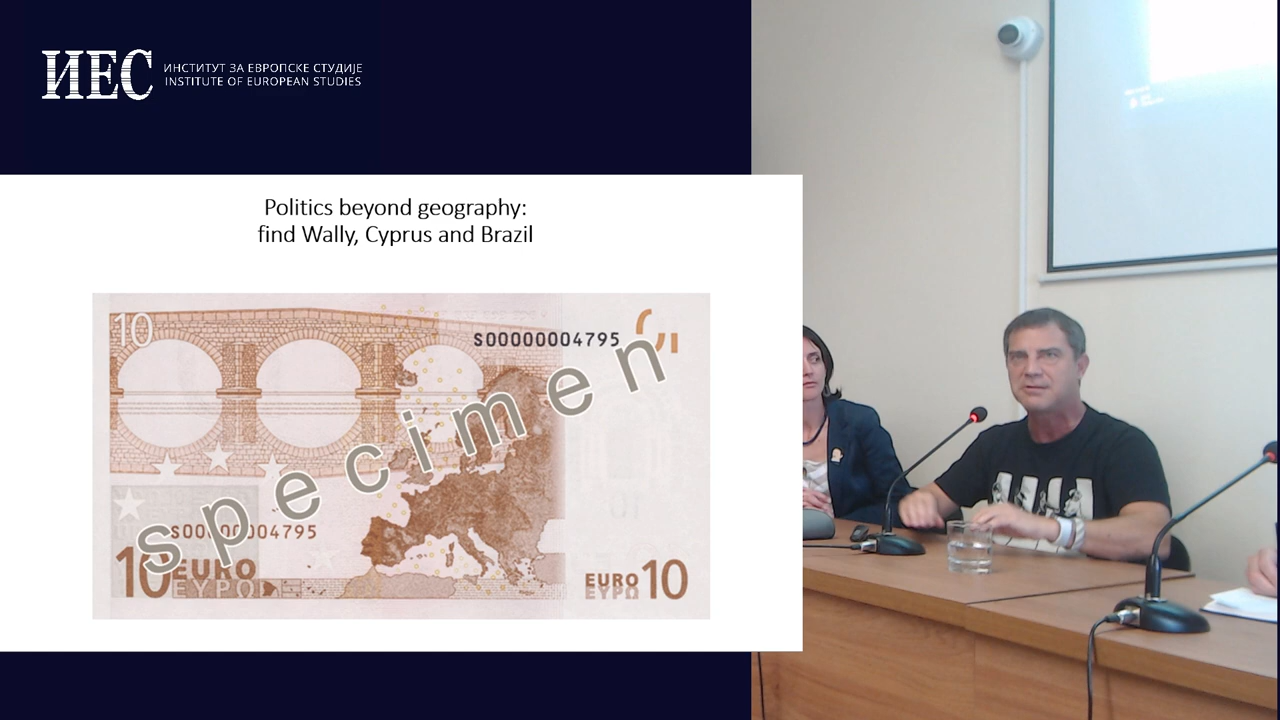 ИЕС
ИНСТИТУТ ЗА ЕВРОПСКЕ СТУДИЈЕ
INSTITUTE OF EUROPEAN STUDIES
Politics beyond geography:
find Wally, Cyprus and Brazil
10
S00000004795
specimen
S00000004795
10 EURO
ΕΥΡΩ
EURO 10
ΕΥΡΩ